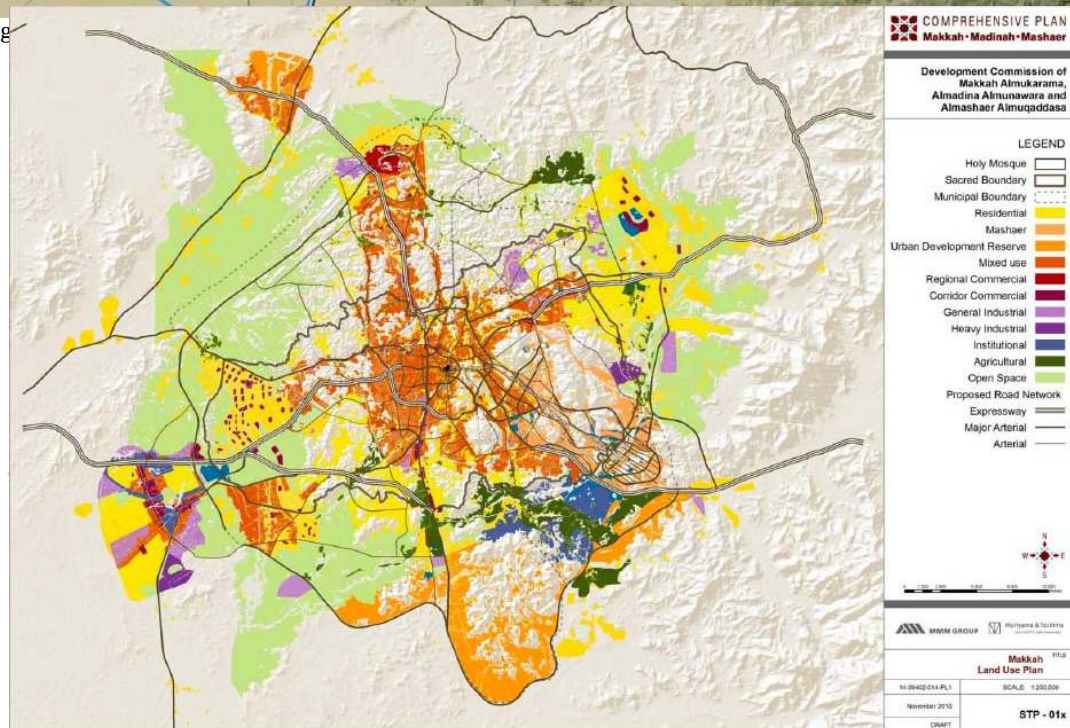 g
COMPREHENSIVE PLAN
Makkah•Madinah•Mashaer
Development Commission of
Makkah Almukarama,
Almadina Almunawara and
Almashaer Almuqaddasa
LEGEND
Holy Mosque
Sacred Boundary
Municipal Boundary
Residential
Mashaer
Urban Development Reserve
Mixed use
Regional Commercial
Corridor Commercial
General Industrial
Heavy Industrial
Institutional
Agricultural
Open Space
Proposed Road Network
Expressway
Major Arterial
Arterial
N
W E
S
MMM GROUP Moriyama & Teshima
TITLE
Makkah
Land Use Plan
SCALE 1:250,000
November 2010
STP - 01x
DRAFT